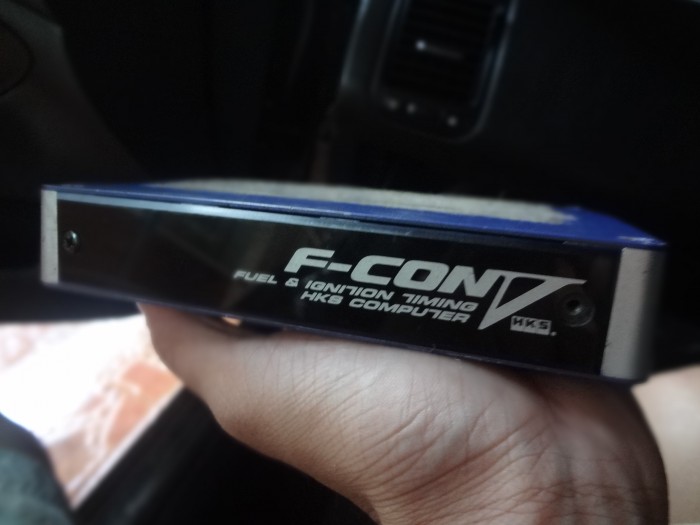 F-CON V
FUEL & IGNITION TIMING
HKS COMPUTER
HKS